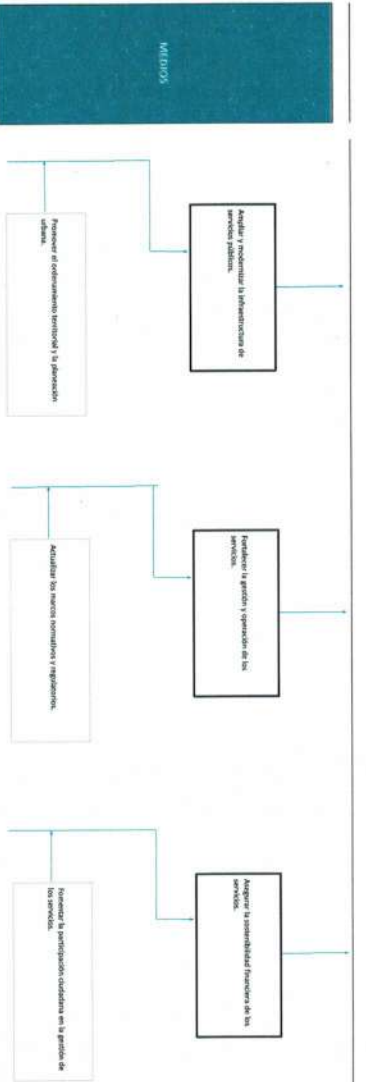 MEDIOS
Ampliar y modernizar la infraestructura de
servicios públicos.
Fortalecer la gestión y operación de los
servicios.
Asegurar la sostenibilidad financiera de los
servicios.
Promover el ordenamiento territorial y la planeación
urbana.
Actualizar los marcos normativos y regulatorios.
Fomentar la participación ciudadana en la gestión de
los servicios.